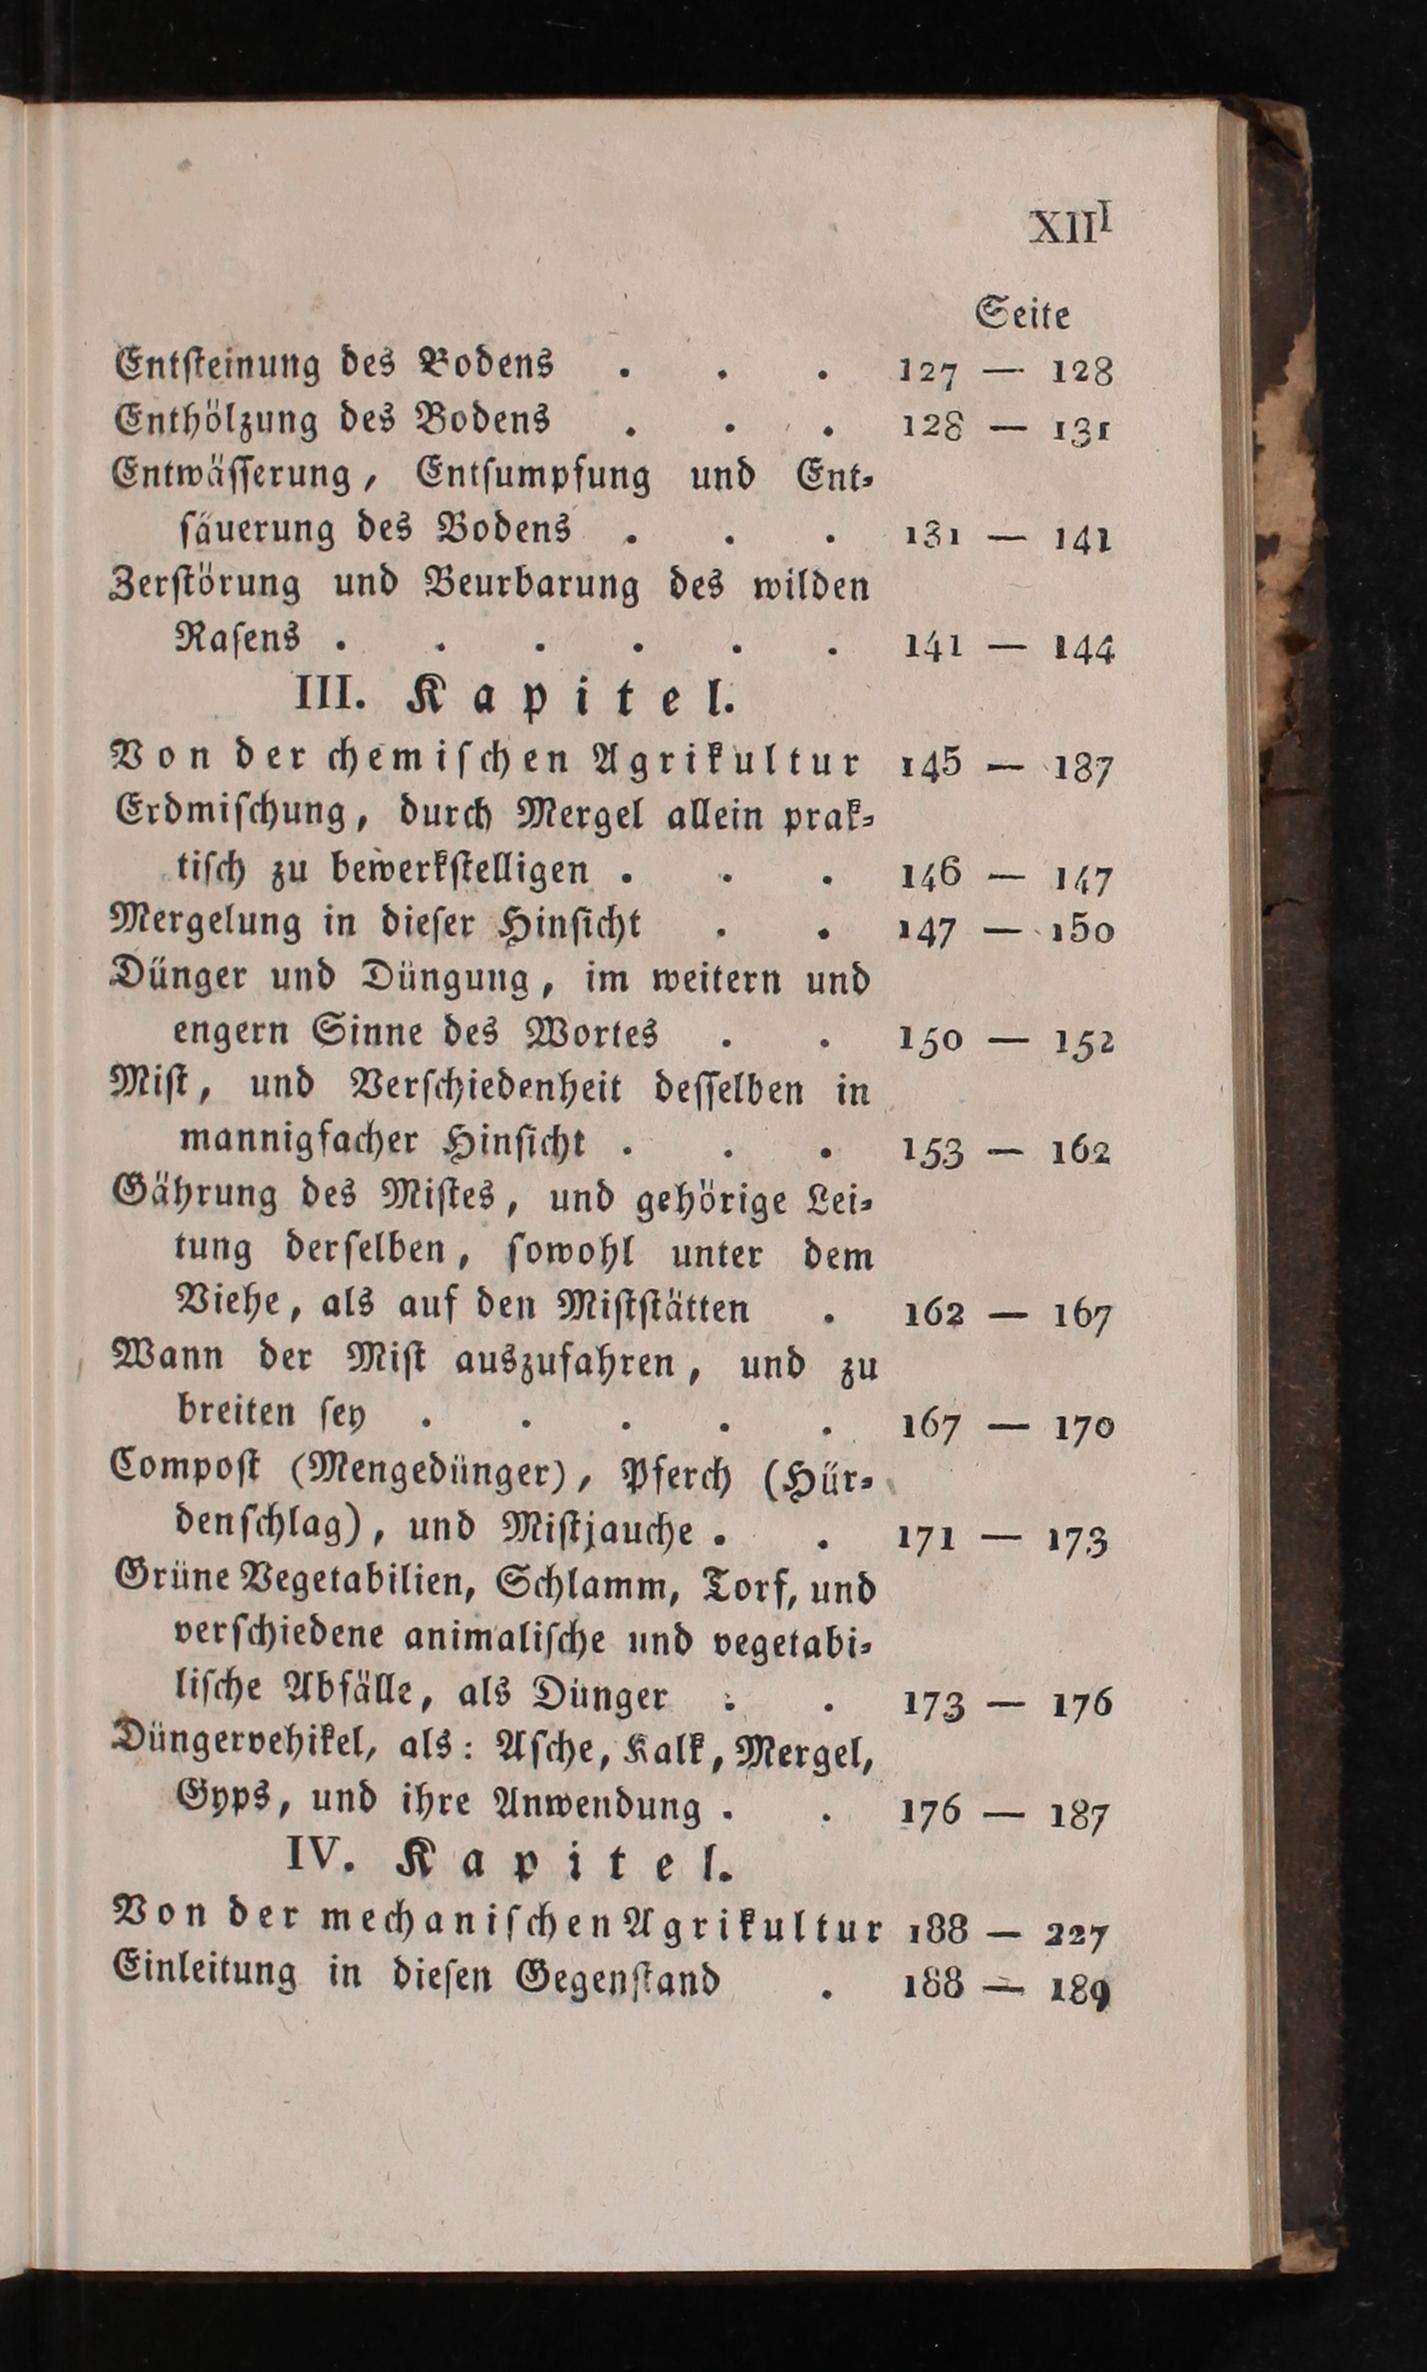 XIII
Seite
Entſteinung des Bodens . . . 127 — 128
Enthölzung des Bodens . . . 128 — 131
Entwäſſerung, Entſumpfung und Ent-
ſäuerung des Bodens . . . 131 — 141
Zerſtörung und Beurbarung des wilden
Raſens . . . . . . 141 — 144
III. Kapitel.
Von der chemiſchen Agrikultur 145 — 187
Erdmiſchung, durch Mergel allein prak-
tiſch zu bewerkſtelligen . . . 146 — 147
Mergelung in dieſer Hinſicht . . 147 — 150
Dünger und Düngung, im weitern und
engern Sinne des Wortes . . 150 — 152
Miſt, und Verſchiedenheit deſſelben in
mannigfacher Hinſicht . . . 153 — 162
Gährung des Miſtes, und gehörige Lei-
tung derſelben, ſowohl unter dem
Viehe, als auf den Miſtſtätten . 162 — 167
Wann der Miſt auszufahren, und zu
breiten ſey . . . . . 167 — 170
Compoſt (Mengedünger), Pferch (Hür-
denſchlag), und Miſtjauche . . 171 — 173
Grüne Vegetabilien, Schlamm, Torf, und
verſchiedene animaliſche und vegetabi-
liſche Abfälle, als Dünger . . 173 — 176
Düngervehikel, als: Aſche, Kalk, Mergel,
Gyps, und ihre Anwendung . . 176 — 187
IV. Kapitel.
Von der mechaniſchen Agrikultur 188 — 227
Einleitung in dieſen Gegenſtand . 188 — 189